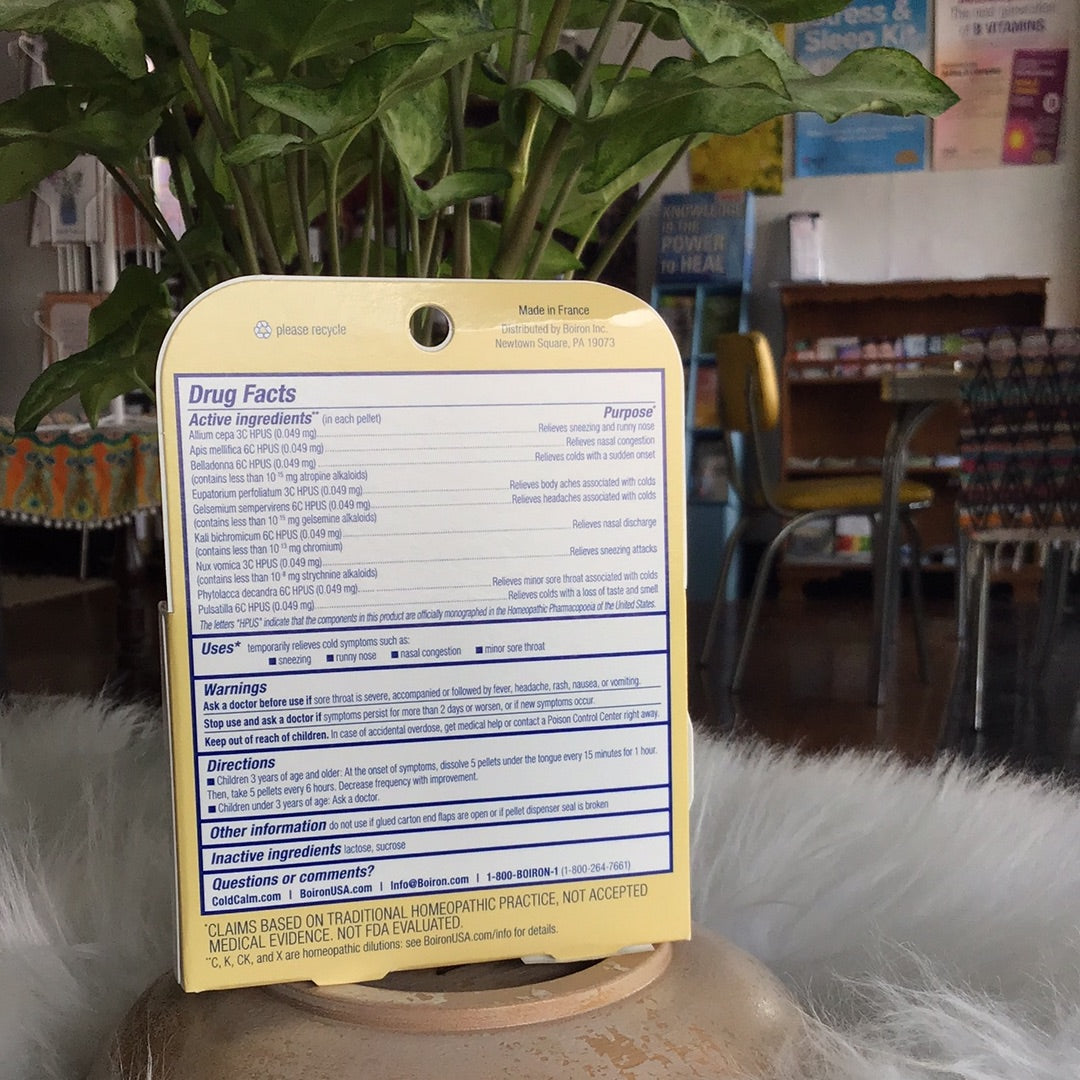 Stress &
Sleep Kit
B VITAMINS
KNOWLEDGE
IS THE
POWER
TO HEAL
please recycle
Made in France
Distributed by Boiron Inc.
Newtown Square, PA 19073
Drug Facts
Active ingredients** (in each pellet) Purpose*
Allium cepa 3C HPUS (0.049 mg) Relieves sneezing and runny nose
Apis mellifica 6C HPUS (0.049 mg) Relieves nasal congestion
Belladonna 6C HPUS (0.049 mg) Relieves colds with a sudden onset
(contains less than 10 mg atropine alkaloids)
Eupatorium perfoliatum 3C HPUS (0.049 mg) Relieves body aches associated with colds
Gelsemium sempervirens 6C HPUS (0.049 mg) Relieves headaches associated with colds
(contains less than 10 mg gelsemine alkaloids)
Kali bichromicum 6C HPUS (0.049 mg) Relieves nasal discharge
(contains less than 10 mg chromium)
Nux vomica 3C HPUS (0.049 mg) Relieves sneezing attacks
(contains less than 10 mg strychnine alkaloids)
Phytolacca decandra 6C HPUS (0.049 mg) Relieves minor sore throat associated with colds
Pulsatilla 6C HPUS (0.049 mg) Relieves colds with a loss of taste and smell
The letters "HPUS" indicate that the components in this product are officially monographed in the Homeopathic Pharmacopoeia of the United States.
Uses* temporarily relieves cold symptoms such as:
■ sneezing ■ runny nose ■ nasal congestion ■ minor sore throat
Warnings
Ask a doctor before use if sore throat is severe, accompanied or followed by fever, headache, rash, nausea, or vomiting.
Stop use and ask a doctor if symptoms persist for more than 2 days or worsen, or if new symptoms occur.
Keep out of reach of children. In case of accidental overdose, get medical help or contact a Poison Control Center right away.
Directions
■ Children 3 years of age and older: At the onset of symptoms, dissolve 5 pellets under the tongue every 15 minutes for 1 hour.
Then, take 5 pellets every 6 hours. Decrease frequency with improvement.
■ Children under 3 years of age: Ask a doctor.
Other information do not use if glued carton end flaps are open or if pellet dispenser seal is broken
Inactive ingredients lactose, sucrose
Questions or comments?
ColdCalm.com | BoironUSA.com | Info@Boiron.com | 1-800-BOIRON-1 (1-800-264-7661)
*CLAIMS BASED ON TRADITIONAL HOMEOPATHIC PRACTICE, NOT ACCEPTED
MEDICAL EVIDENCE. NOT FDA EVALUATED.
**C, K, CK, and X are homeopathic dilutions: see BoironUSA.com/info for details.